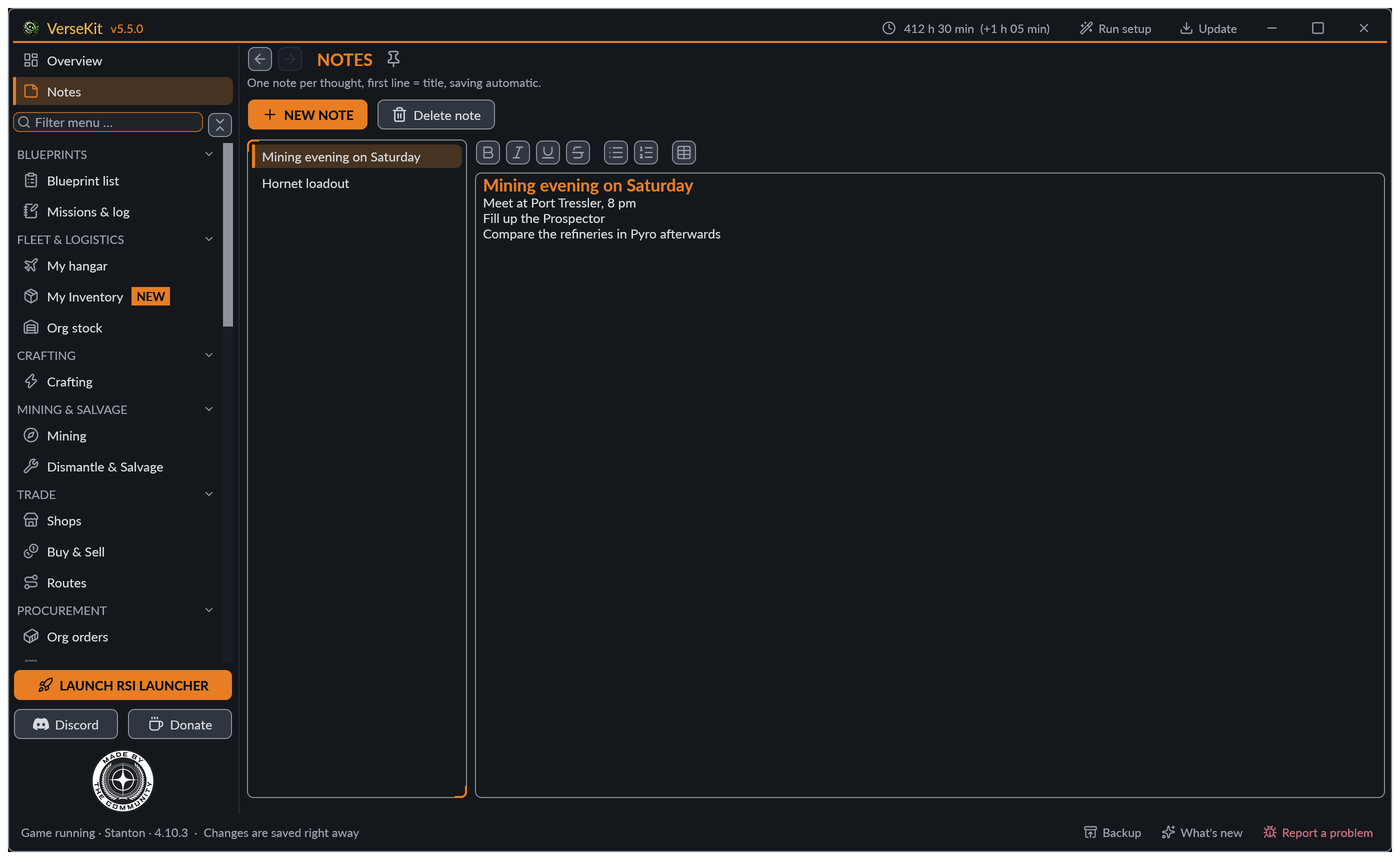 VerseKit v5.5.0
412 h 30 min (+1 h 05 min)
Run setup
Update
Overview
Notes
Filter menu ...
BLUEPRINTS
Blueprint list
Missions & log
FLEET & LOGISTICS
My hangar
My Inventory NEW
Org stock
CRAFTING
Crafting
MINING & SALVAGE
Mining
Dismantle & Salvage
TRADE
Shops
Buy & Sell
Routes
PROCUREMENT
Org orders
LAUNCH RSI LAUNCHER
Discord
Donate
MADE BY
THE COMMUNITY
NOTES
One note per thought, first line = title, saving automatic.
NEW NOTE
Delete note
Mining evening on Saturday
Hornet loadout
B I U S
Mining evening on Saturday
Meet at Port Tressler, 8 pm
Fill up the Prospector
Compare the refineries in Pyro afterwards
Game running · Stanton · 4.10.3 · Changes are saved right away
Backup
What's new
Report a problem